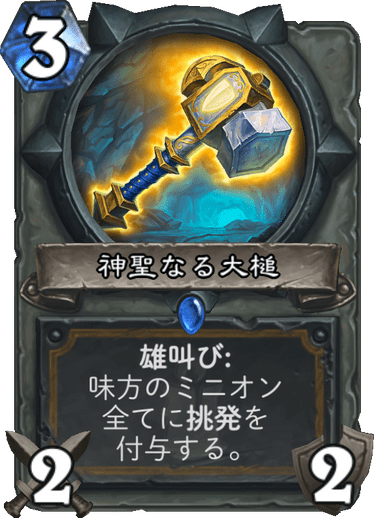 3
神聖なる大槌
雄叫び:
味方のミニオン
全てに挑発を
付与する。
2
2